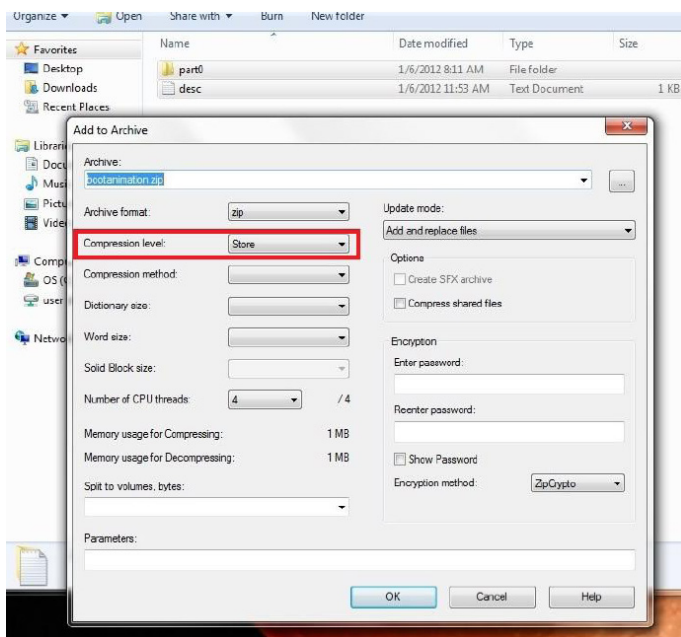 Organize Open Share with Burn New folder
Favorites Name Date modified Type Size
Desktop part0 1/6/2012 8:11 AM File folder
Downloads desc 1/6/2012 11:53 AM Text Document 1 KB
Recent Places
Add to Archive
Archive:
bootanimation.zip ...
Archive format: zip
Update mode:
Add and replace files
Compression level: Store
Options
Compression method:
Create SFX archive
Dictionary size:
Compress shared files
Word size:
Encryption
Solid Block size:
Enter password:
Number of CPU threads: 4 / 4
Reenter password:
Memory usage for Compressing: 1 MB
Memory usage for Decompressing: 1 MB
Show Password
Split to volumes, bytes:
Encryption method: ZipCrypto
Parameters:
OK Cancel Help
OS
user